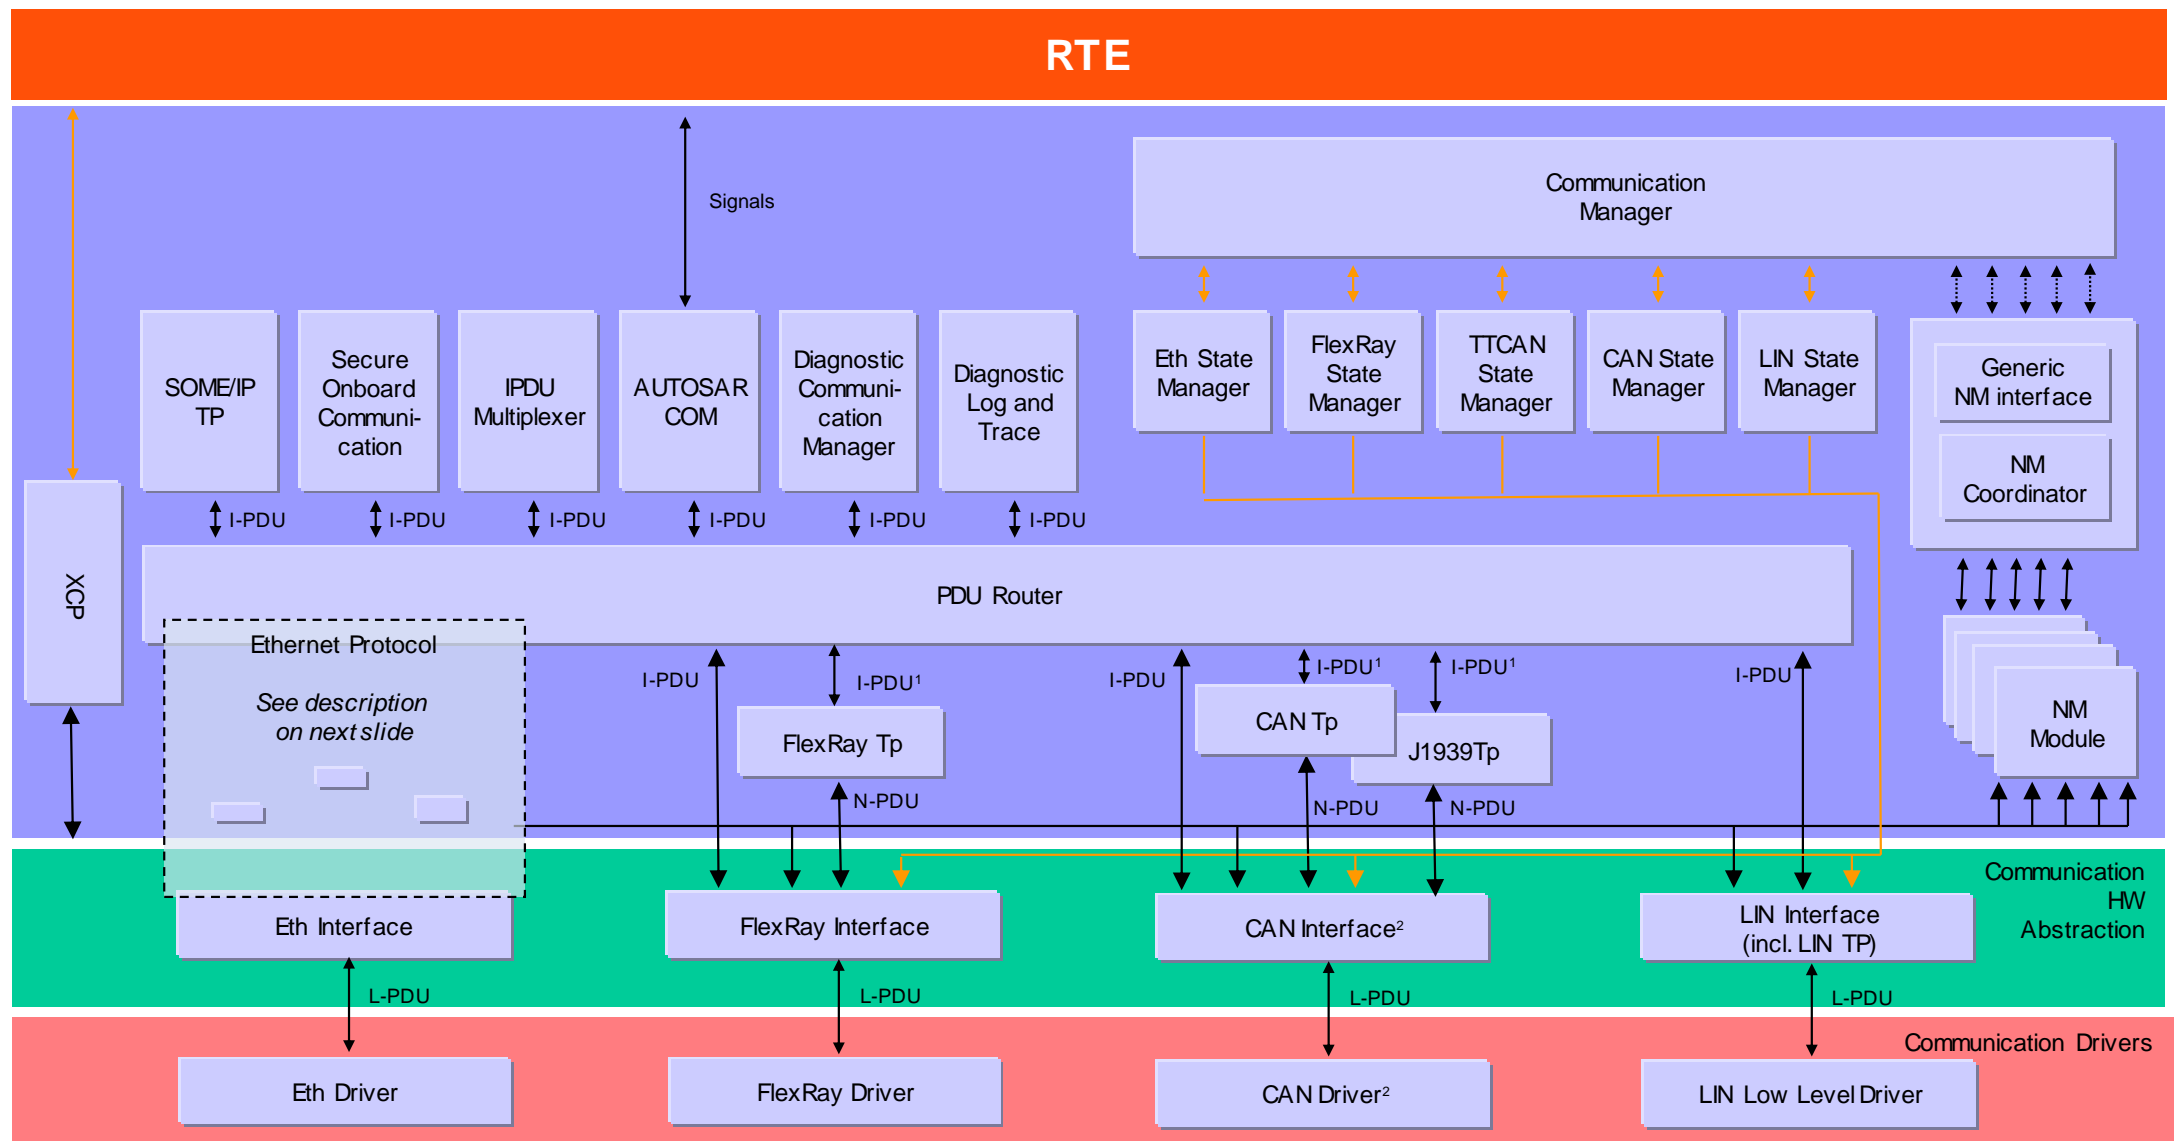 RTE
Signals
Communication
Manager
SOME/IP
TP
Secure
Onboard
Communi-
cation
IPDU
Multiplexer
AUTOSAR
COM
Diagnostic
Communi-
cation
Manager
Diagnostic
Log and
Trace
Eth State
Manager
FlexRay
State
Manager
TTCAN
State
Manager
CAN State
Manager
LIN State
Manager
Generic
NM interface
NM
Coordinator
I-PDU
I-PDU
I-PDU
I-PDU
I-PDU
I-PDU
XCP
PDU Router
Ethernet Protocol
See description
on next slide
I-PDU
I-PDU¹
I-PDU
I-PDU¹
I-PDU¹
I-PDU
FlexRay Tp
CAN Tp
J1939Tp
NM
Module
N-PDU
N-PDU
N-PDU
Communication
HW
Abstraction
Eth Interface
FlexRay Interface
CAN Interface²
LIN Interface
(incl. LIN TP)
L-PDU
L-PDU
L-PDU
L-PDU
Communication Drivers
Eth Driver
FlexRay Driver
CAN Driver²
LIN Low Level Driver